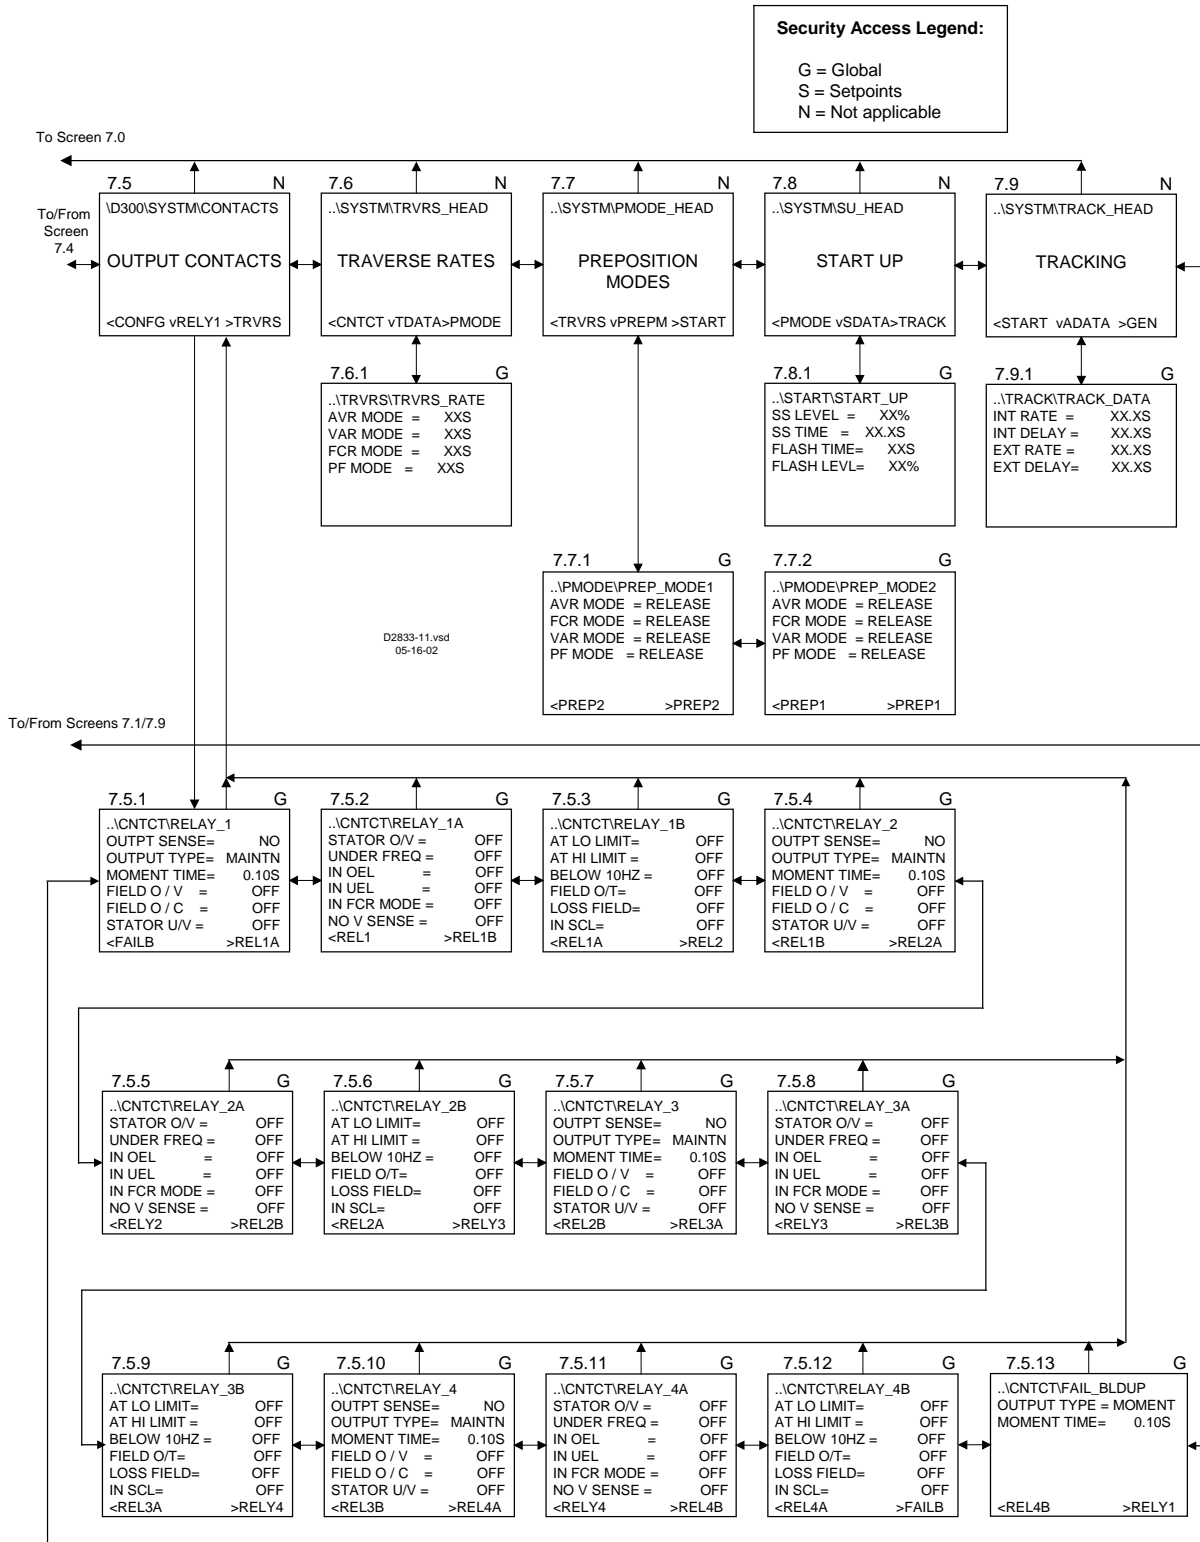 Security Access Legend:
G = Global
S = Setpoints
N = Not applicable
To Screen 7.0
To/From
Screen
7.4
7.5 N
\D300\SYSTM\CONTACTS
OUTPUT CONTACTS
<CONFG vRELY1 >TRVRS
7.6 N
..\SYSTM\TRVRS_HEAD
TRAVERSE RATES
<CNTCT vTDATA>PMODE
7.7 N
..\SYSTM\PMODE_HEAD
PREPOSITION
MODES
<TRVRS vPREPM >START
7.8 N
..\SYSTM\SU_HEAD
START UP
<PMODE vSDATA>TRACK
7.9 N
..\SYSTM\TRACK_HEAD
TRACKING
<START vADATA >GEN
7.6.1 G
..\TRVRS\TRVRS_RATE
AVR MODE = XXS
VAR MODE = XXS
FCR MODE = XXS
PF MODE = XXS
7.8.1 G
..\START\START_UP
SS LEVEL = XX%
SS TIME = XX.XS
FLASH TIME= XXS
FLASH LEVL= XX%
7.9.1 G
..\TRACK\TRACK_DATA
INT RATE = XX.XS
INT DELAY = XX.XS
EXT RATE = XX.XS
EXT DELAY= XX.XS
7.7.1 G
..\PMODE\PREP_MODE1
AVR MODE = RELEASE
FCR MODE = RELEASE
VAR MODE = RELEASE
PF MODE = RELEASE
<PREP2 >PREP2
7.7.2 G
..\PMODE\PREP_MODE2
AVR MODE = RELEASE
FCR MODE = RELEASE
VAR MODE = RELEASE
PF MODE = RELEASE
<PREP1 >PREP1
D2833-11.vsd
05-16-02
To/From Screens 7.1/7.9
7.5.1 G
..\CNTCT\RELAY_1
OUTPT SENSE= NO
OUTPUT TYPE= MAINTN
MOMENT TIME= 0.10S
FIELD O / V = OFF
FIELD O / C = OFF
STATOR U/V = OFF
<FAILB >REL1A
7.5.2 G
..\CNTCT\RELAY_1A
STATOR O/V = OFF
UNDER FREQ = OFF
IN OEL = OFF
IN UEL = OFF
IN FCR MODE = OFF
NO V SENSE = OFF
<REL1 >REL1B
7.5.3 G
..\CNTCT\RELAY_1B
AT LO LIMIT= OFF
AT HI LIMIT = OFF
BELOW 10HZ = OFF
FIELD O/T= OFF
LOSS FIELD= OFF
IN SCL= OFF
<REL1A >REL2
7.5.4 G
..\CNTCT\RELAY_2
OUTPT SENSE= NO
OUTPUT TYPE= MAINTN
MOMENT TIME= 0.10S
FIELD O / V = OFF
FIELD O / C = OFF
STATOR U/V = OFF
<REL1B >REL2A
7.5.5 G
..\CNTCT\RELAY_2A
STATOR O/V = OFF
UNDER FREQ = OFF
IN OEL = OFF
IN UEL = OFF
IN FCR MODE = OFF
NO V SENSE = OFF
<RELY2 >REL2B
7.5.6 G
..\CNTCT\RELAY_2B
AT LO LIMIT= OFF
AT HI LIMIT = OFF
BELOW 10HZ = OFF
FIELD O/T= OFF
LOSS FIELD= OFF
IN SCL= OFF
<REL2A >RELY3
7.5.7 G
..\CNTCT\RELAY_3
OUTPT SENSE= NO
OUTPUT TYPE= MAINTN
MOMENT TIME= 0.10S
FIELD O / V = OFF
FIELD O / C = OFF
STATOR U/V = OFF
<REL2B >REL3A
7.5.8 G
..\CNTCT\RELAY_3A
STATOR O/V = OFF
UNDER FREQ = OFF
IN OEL = OFF
IN UEL = OFF
IN FCR MODE = OFF
NO V SENSE = OFF
<RELY3 >REL3B
7.5.9 G
..\CNTCT\RELAY_3B
AT LO LIMIT= OFF
AT HI LIMIT = OFF
BELOW 10HZ = OFF
FIELD O/T= OFF
LOSS FIELD= OFF
IN SCL= OFF
<REL3A >RELY4
7.5.10 G
..\CNTCT\RELAY_4
OUTPT SENSE= NO
OUTPUT TYPE= MAINTN
MOMENT TIME= 0.10S
FIELD O / V = OFF
FIELD O / C = OFF
STATOR U/V = OFF
<REL3B >REL4A
7.5.11 G
..\CNTCT\RELAY_4A
STATOR O/V = OFF
UNDER FREQ = OFF
IN OEL = OFF
IN UEL = OFF
IN FCR MODE = OFF
NO V SENSE = OFF
<RELY4 >REL4B
7.5.12 G
..\CNTCT\RELAY_4B
AT LO LIMIT= OFF
AT HI LIMIT = OFF
BELOW 10HZ = OFF
FIELD O/T= OFF
LOSS FIELD= OFF
IN SCL= OFF
<REL4A >FAILB
7.5.13 G
..\CNTCT\FAIL_BLDUP
OUTPUT TYPE = MOMENT
MOMENT TIME= 0.10S
<REL4B >RELY1